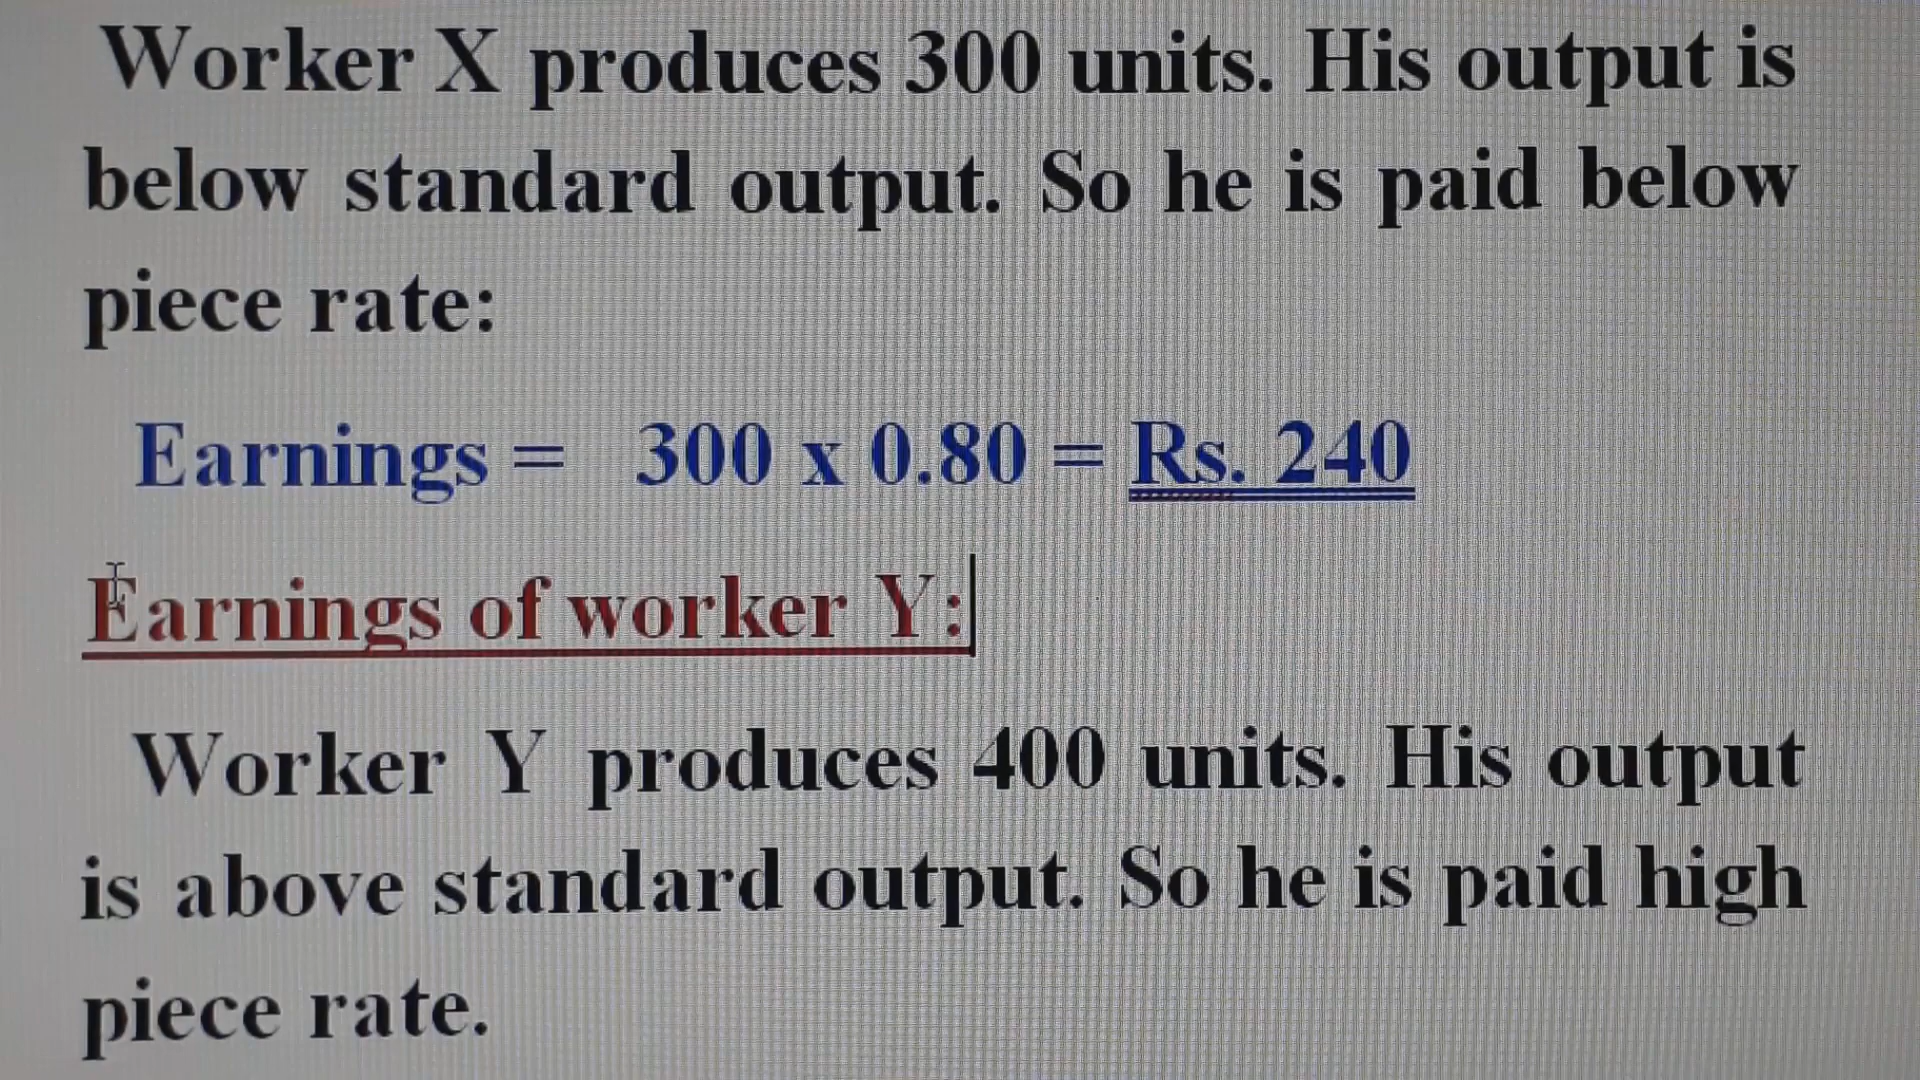 Worker X produces 300 units. His output is
below standard output. So he is paid below
piece rate:
Earnings = 300 x 0.80 = Rs. 240
Earnings of worker Y:
Worker Y produces 400 units. His output
is above standard output. So he is paid high
piece rate.